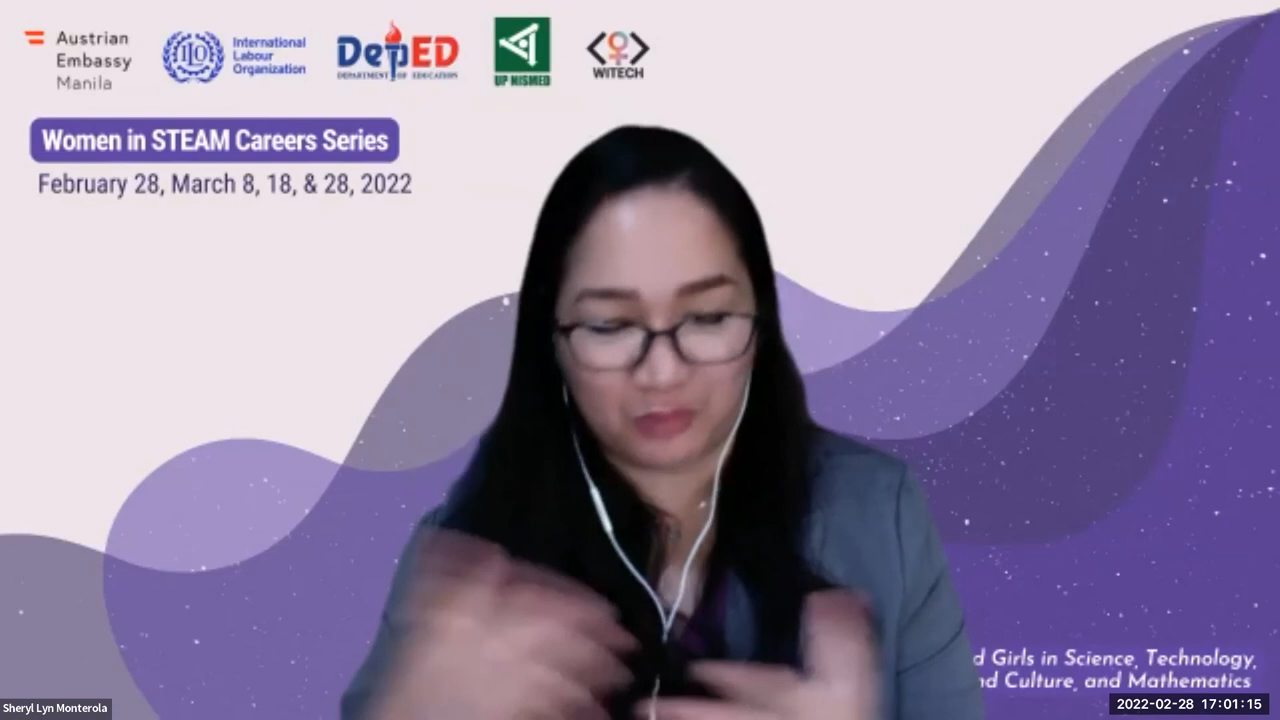 Austrian
Embassy
Manila
International
Labour
Organization
ILO
DepED
DEPARTMENT OF EDUCATION
UP NISMED
WITECH
Women in STEAM Careers Series
February 28, March 8, 18, & 28, 2022
d Girls in Science, Technology,
nd Culture, and Mathematics
Sheryl Lyn Monterola
2022-02-28 17:01:15